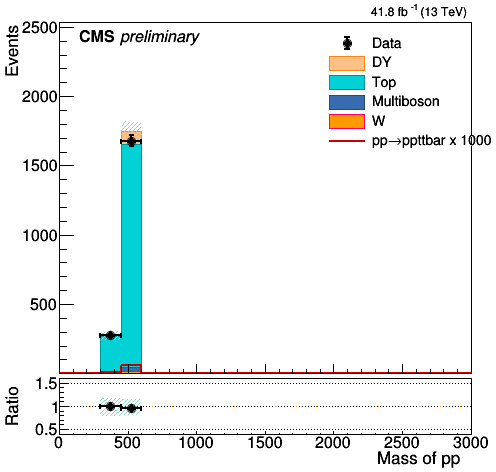 41.8 fb⁻¹ (13 TeV)
CMS preliminary
Events
2500
2000
1500
1000
500
Data
DY
Top
Multiboson
W
pp→ppttbar x 1000
Ratio
1.5
1
0.5
0 500 1000 1500 2000 2500 3000
Mass of pp